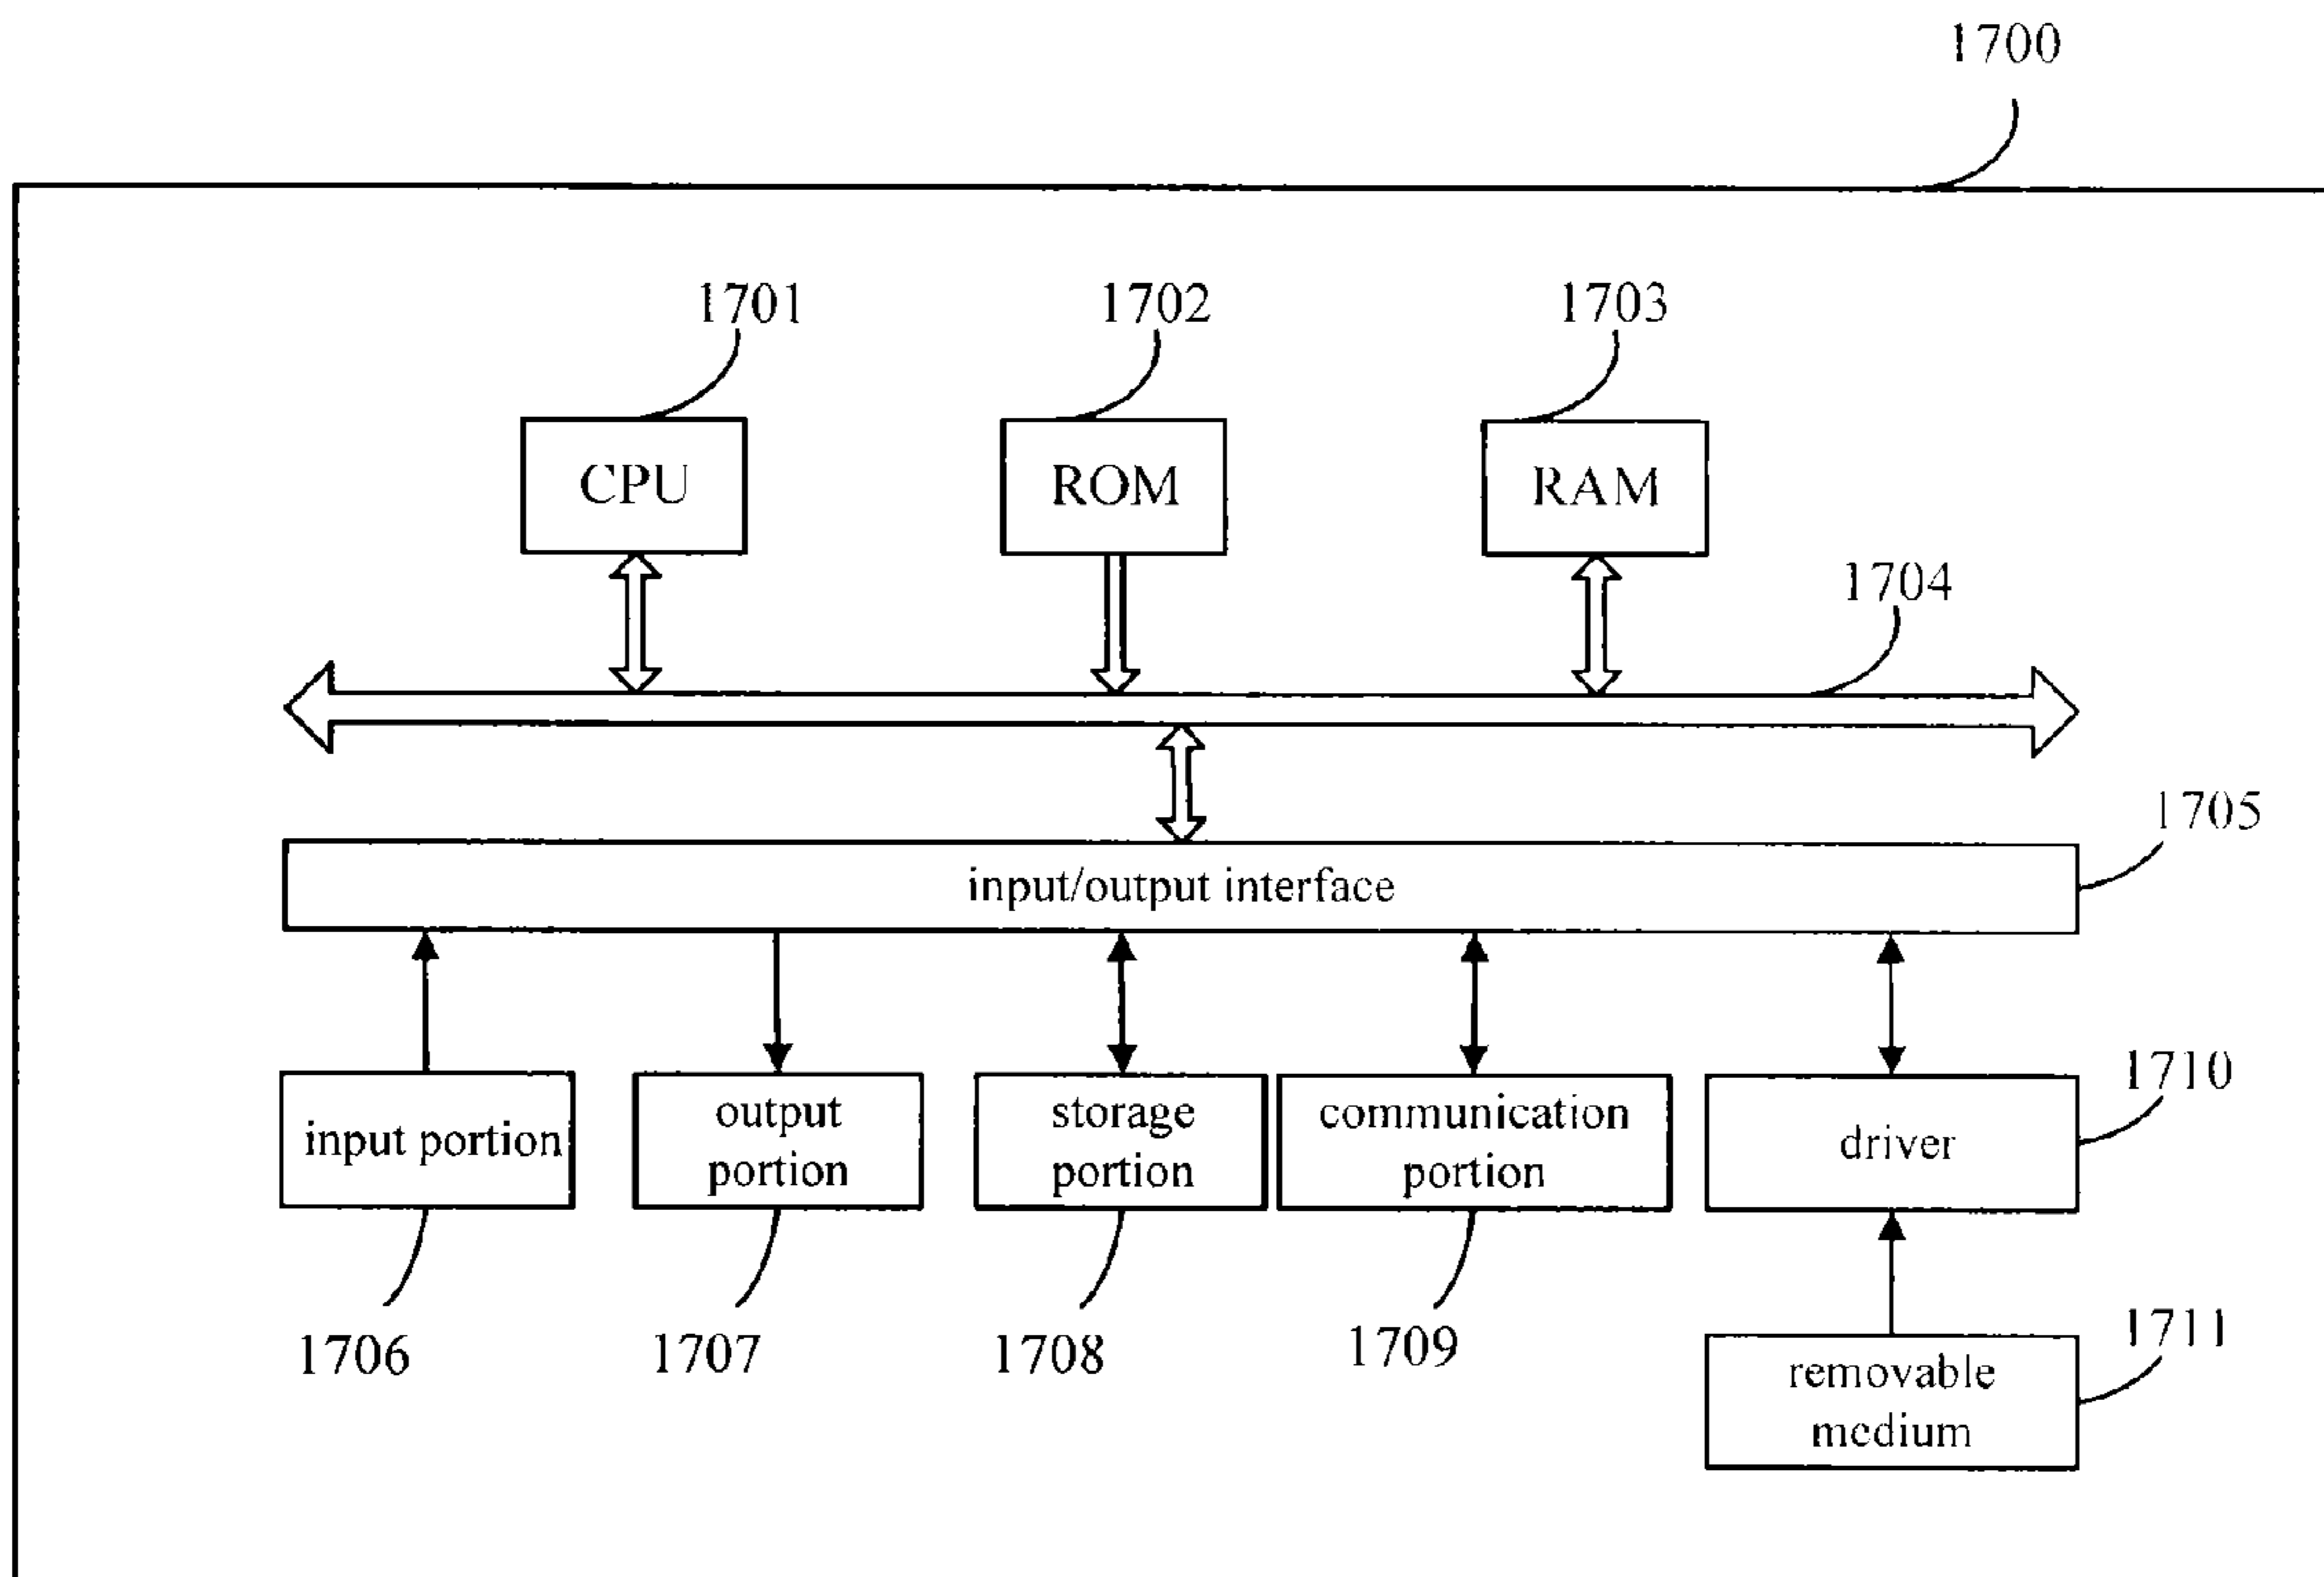 1700
1701
1702
1703
CPU
ROM
RAM
1704
1705
input/output interface
1710
input portion
output
portion
storage
portion
communication
portion
driver
1706
1707
1708
1709
1711
removable
medium